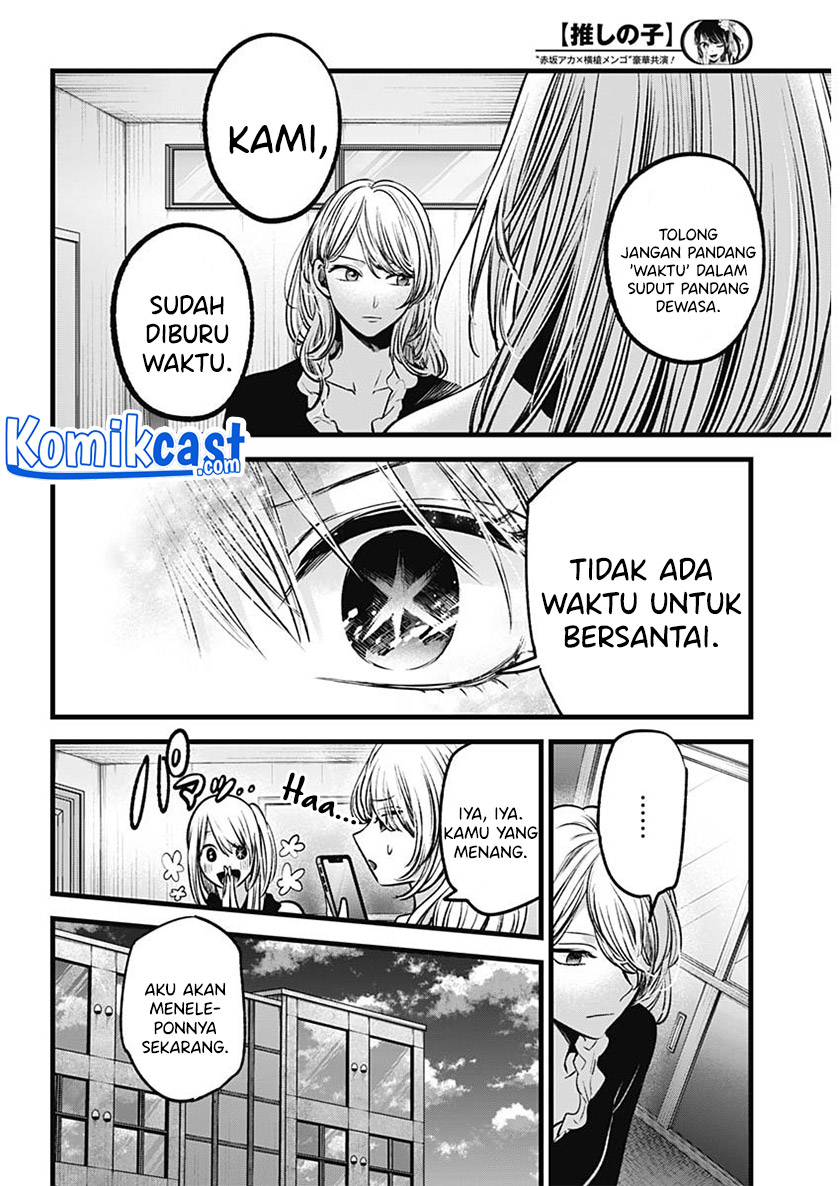 【推しの子】
"赤坂アカ×横槍メンゴ"豪華共演!
TOLONG
JANGAN PANDANG
'WAKTU' DALAM
SUDUT PANDANG
DEWASA.
KAMI,
SUDAH
DIBURU
WAKTU.
Komikcast
.com
TIDAK ADA
WAKTU UNTUK
BERSANTAI.
………
IYA, IYA.
KAMU YANG
MENANG.
Haa...
パァッ..
AKU AKAN
MENELE-
PONNYA
SEKARANG.